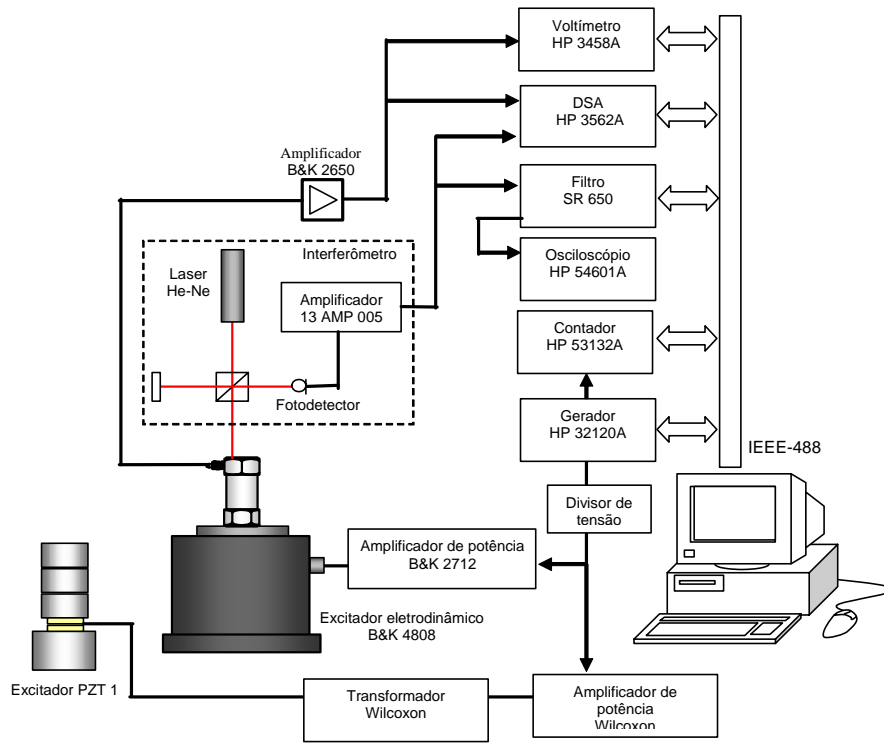 Voltímetro
HP 3458A
DSA
HP 3562A
Amplificador
B&K 2650
Filtro
SR 650
Interferômetro
Laser
He-Ne
Osciloscópio
HP 54601A
Amplificador
13 AMP 005
Contador
HP 53132A
Fotodetector
Gerador
HP 32120A
IEEE-488
Divisor de
tensão
Amplificador de potência
B&K 2712
Excitador eletrodinâmico
B&K 4808
Excitador PZT 1
Transformador
Wilcoxon
Amplificador de
potência
Wilcoxon